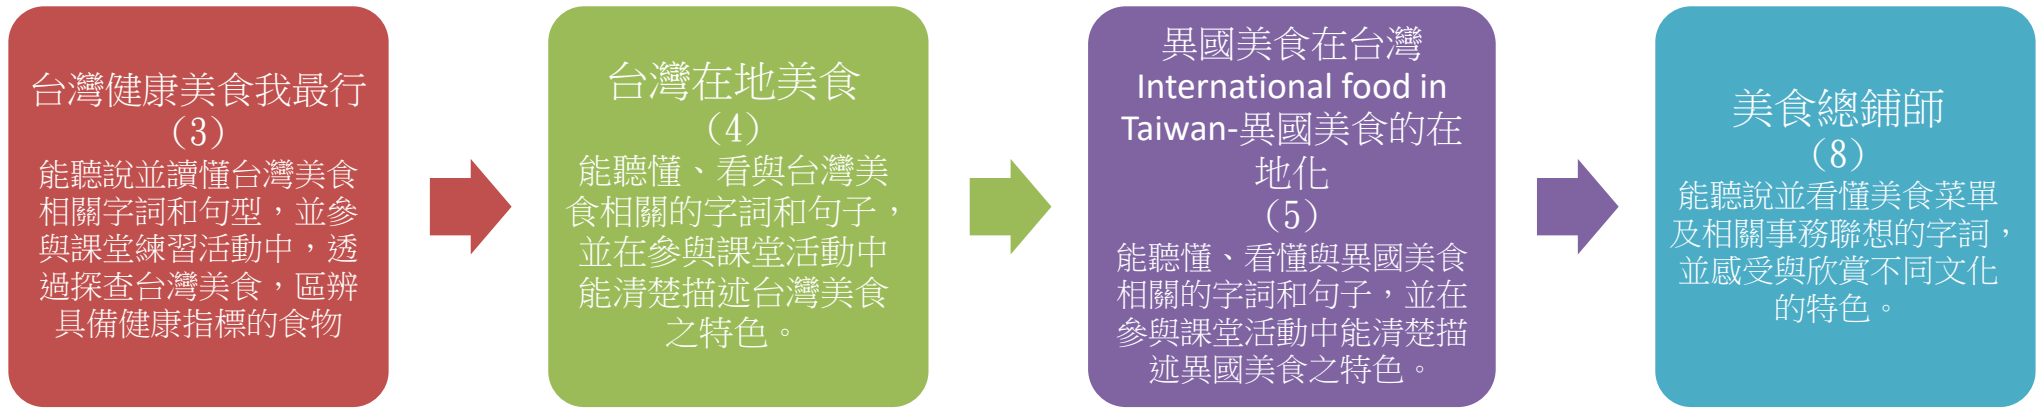 台灣健康美食我最行
（3）
能聽說並讀懂台灣美食
相關字詞和句型，並參
與課堂練習活動中，透
過探查台灣美食，區辨
具備健康指標的食物
台灣在地美食
（4）
能聽懂、看與台灣美
食相關的字詞和句子，
並在參與課堂活動中
能清楚描述台灣美食
之特色。
異國美食在台灣
International food in
Taiwan-異國美食的在
地化
（5）
能聽懂、看懂與異國美食
相關的字詞和句子，並在
參與課堂活動中能清楚描
述異國美食之特色。
美食總鋪師
（8）
能聽說並看懂美食菜單
及相關事務聯想的字詞，
並感受與欣賞不同文化
的特色。